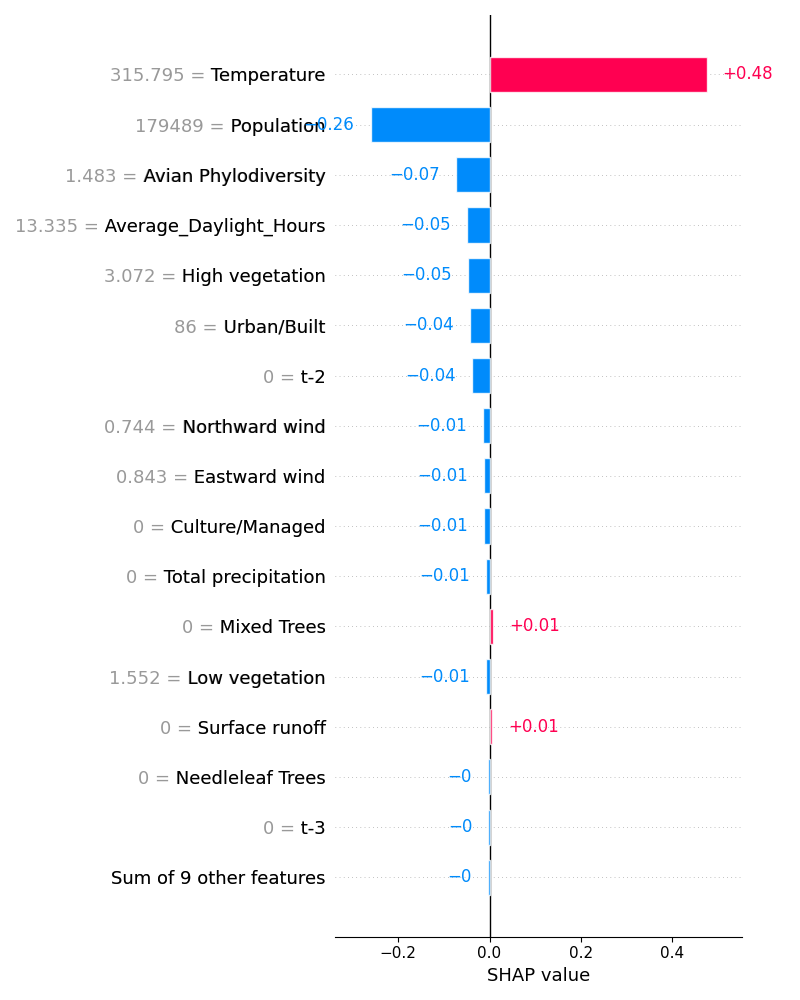 315.795 = Temperature +0.48
179489 = Population −0.26
1.483 = Avian Phylodiversity −0.07
13.335 = Average_Daylight_Hours −0.05
3.072 = High vegetation −0.05
86 = Urban/Built −0.04
0 = t-2 −0.04
0.744 = Northward wind −0.01
0.843 = Eastward wind −0.01
0 = Culture/Managed −0.01
0 = Total precipitation −0.01
0 = Mixed Trees +0.01
1.552 = Low vegetation −0.01
0 = Surface runoff +0.01
0 = Needleleaf Trees −0
0 = t-3 −0
Sum of 9 other features −0
−0.2 0.0 0.2 0.4
SHAP value